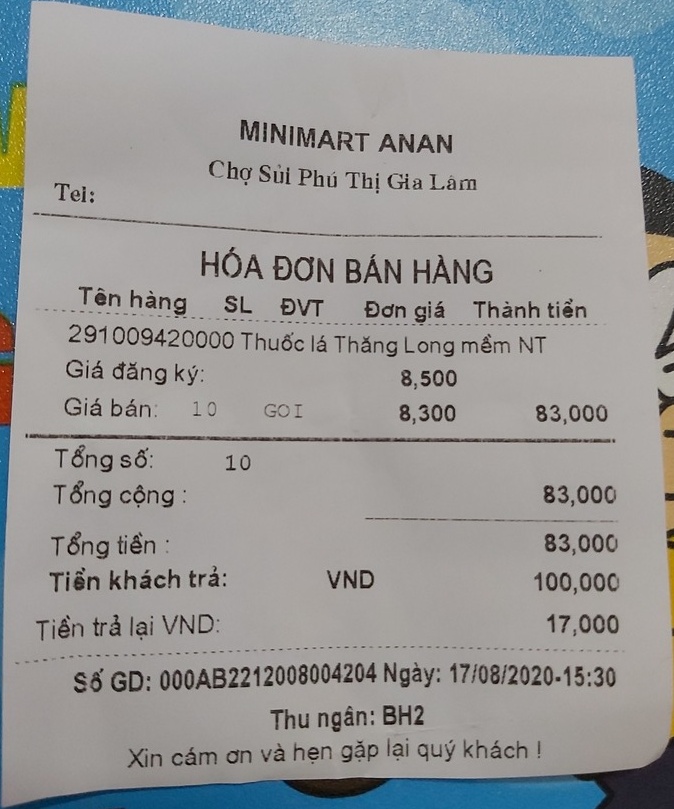 MINIMART ANAN
Chợ Sủi Phú Thị Gia Lâm
Tel:
HÓA ĐƠN BÁN HÀNG
Tên hàng SL ĐVT Đơn giá Thành tiền
291009420000 Thuốc lá Thăng Long mềm NT
Giá đăng ký: 8,500
Giá bán: 10 GOI 8,300 83,000
Tổng số: 10
Tổng cộng : 83,000
Tổng tiền : 83,000
Tiền khách trả: VND 100,000
Tiền trả lại VND: 17,000
Số GD: 000AB2212008004204 Ngày: 17/08/2020-15:30
Thu ngân: BH2
Xin cám ơn và hẹn gặp lại quý khách !